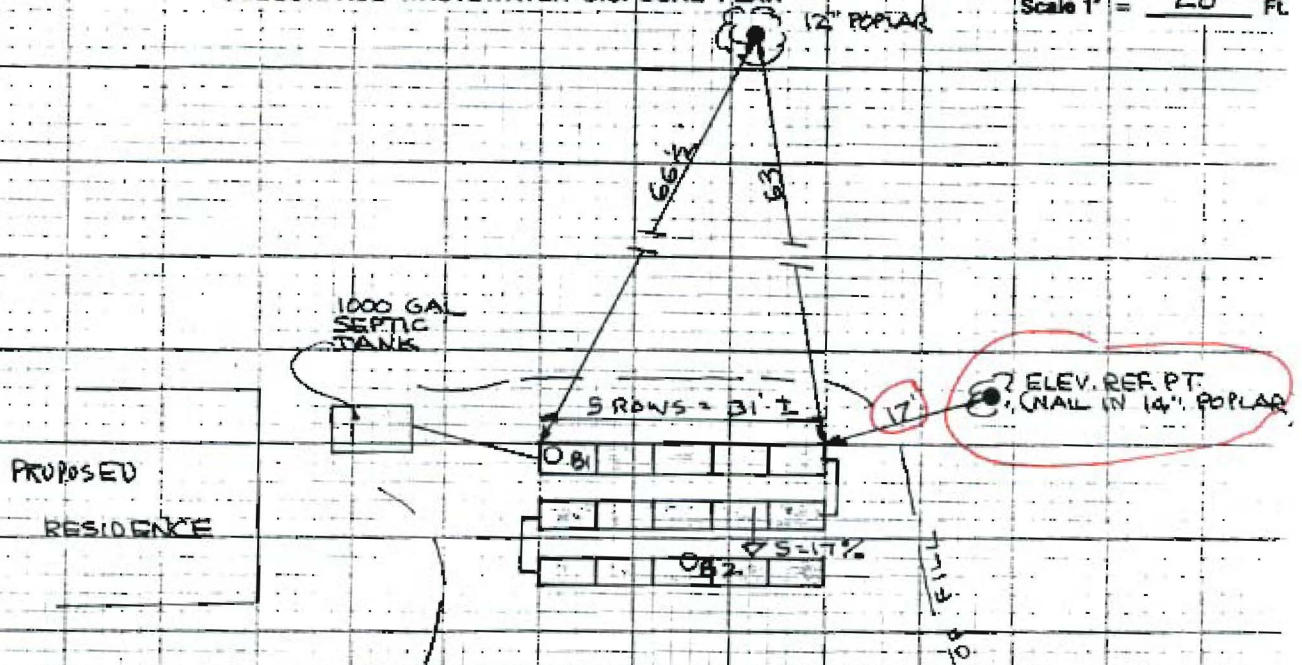 Scale 1" = 20 Ft.
12" POPLAR
66½'
63'
1000 GAL
SEPTIC
TANK
ELEV. REF. PT.
(NAIL IN 14" POPLAR
17'
5 ROWS = 31' ±
B1
PROPOSED
RESIDENCE
S=17%
B2
FILL